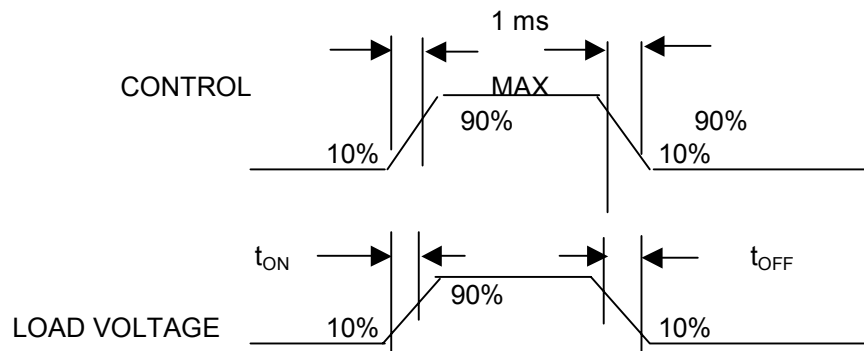 1 ms
CONTROL MAX
90% 90%
10% 10%
tON tOFF
90%
LOAD VOLTAGE 10% 10%